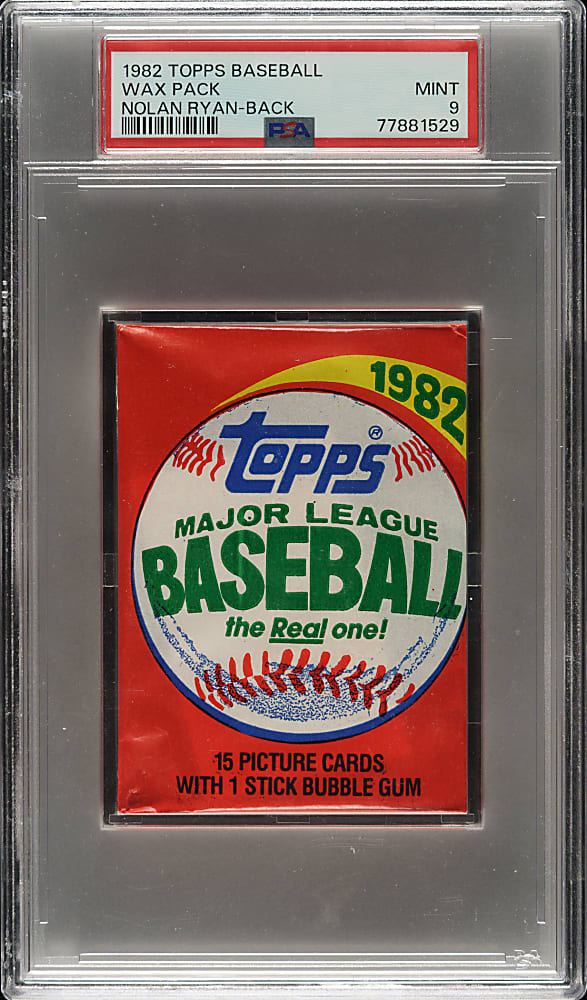 1982 TOPPS BASEBALL
WAX PACK MINT
NOLAN RYAN-BACK 9
PSA 77881529
1982
TOPPS®
MAJOR LEAGUE
BASEBALL
the Real one!
15 PICTURE CARDS
WITH 1 STICK BUBBLE GUM
PSA